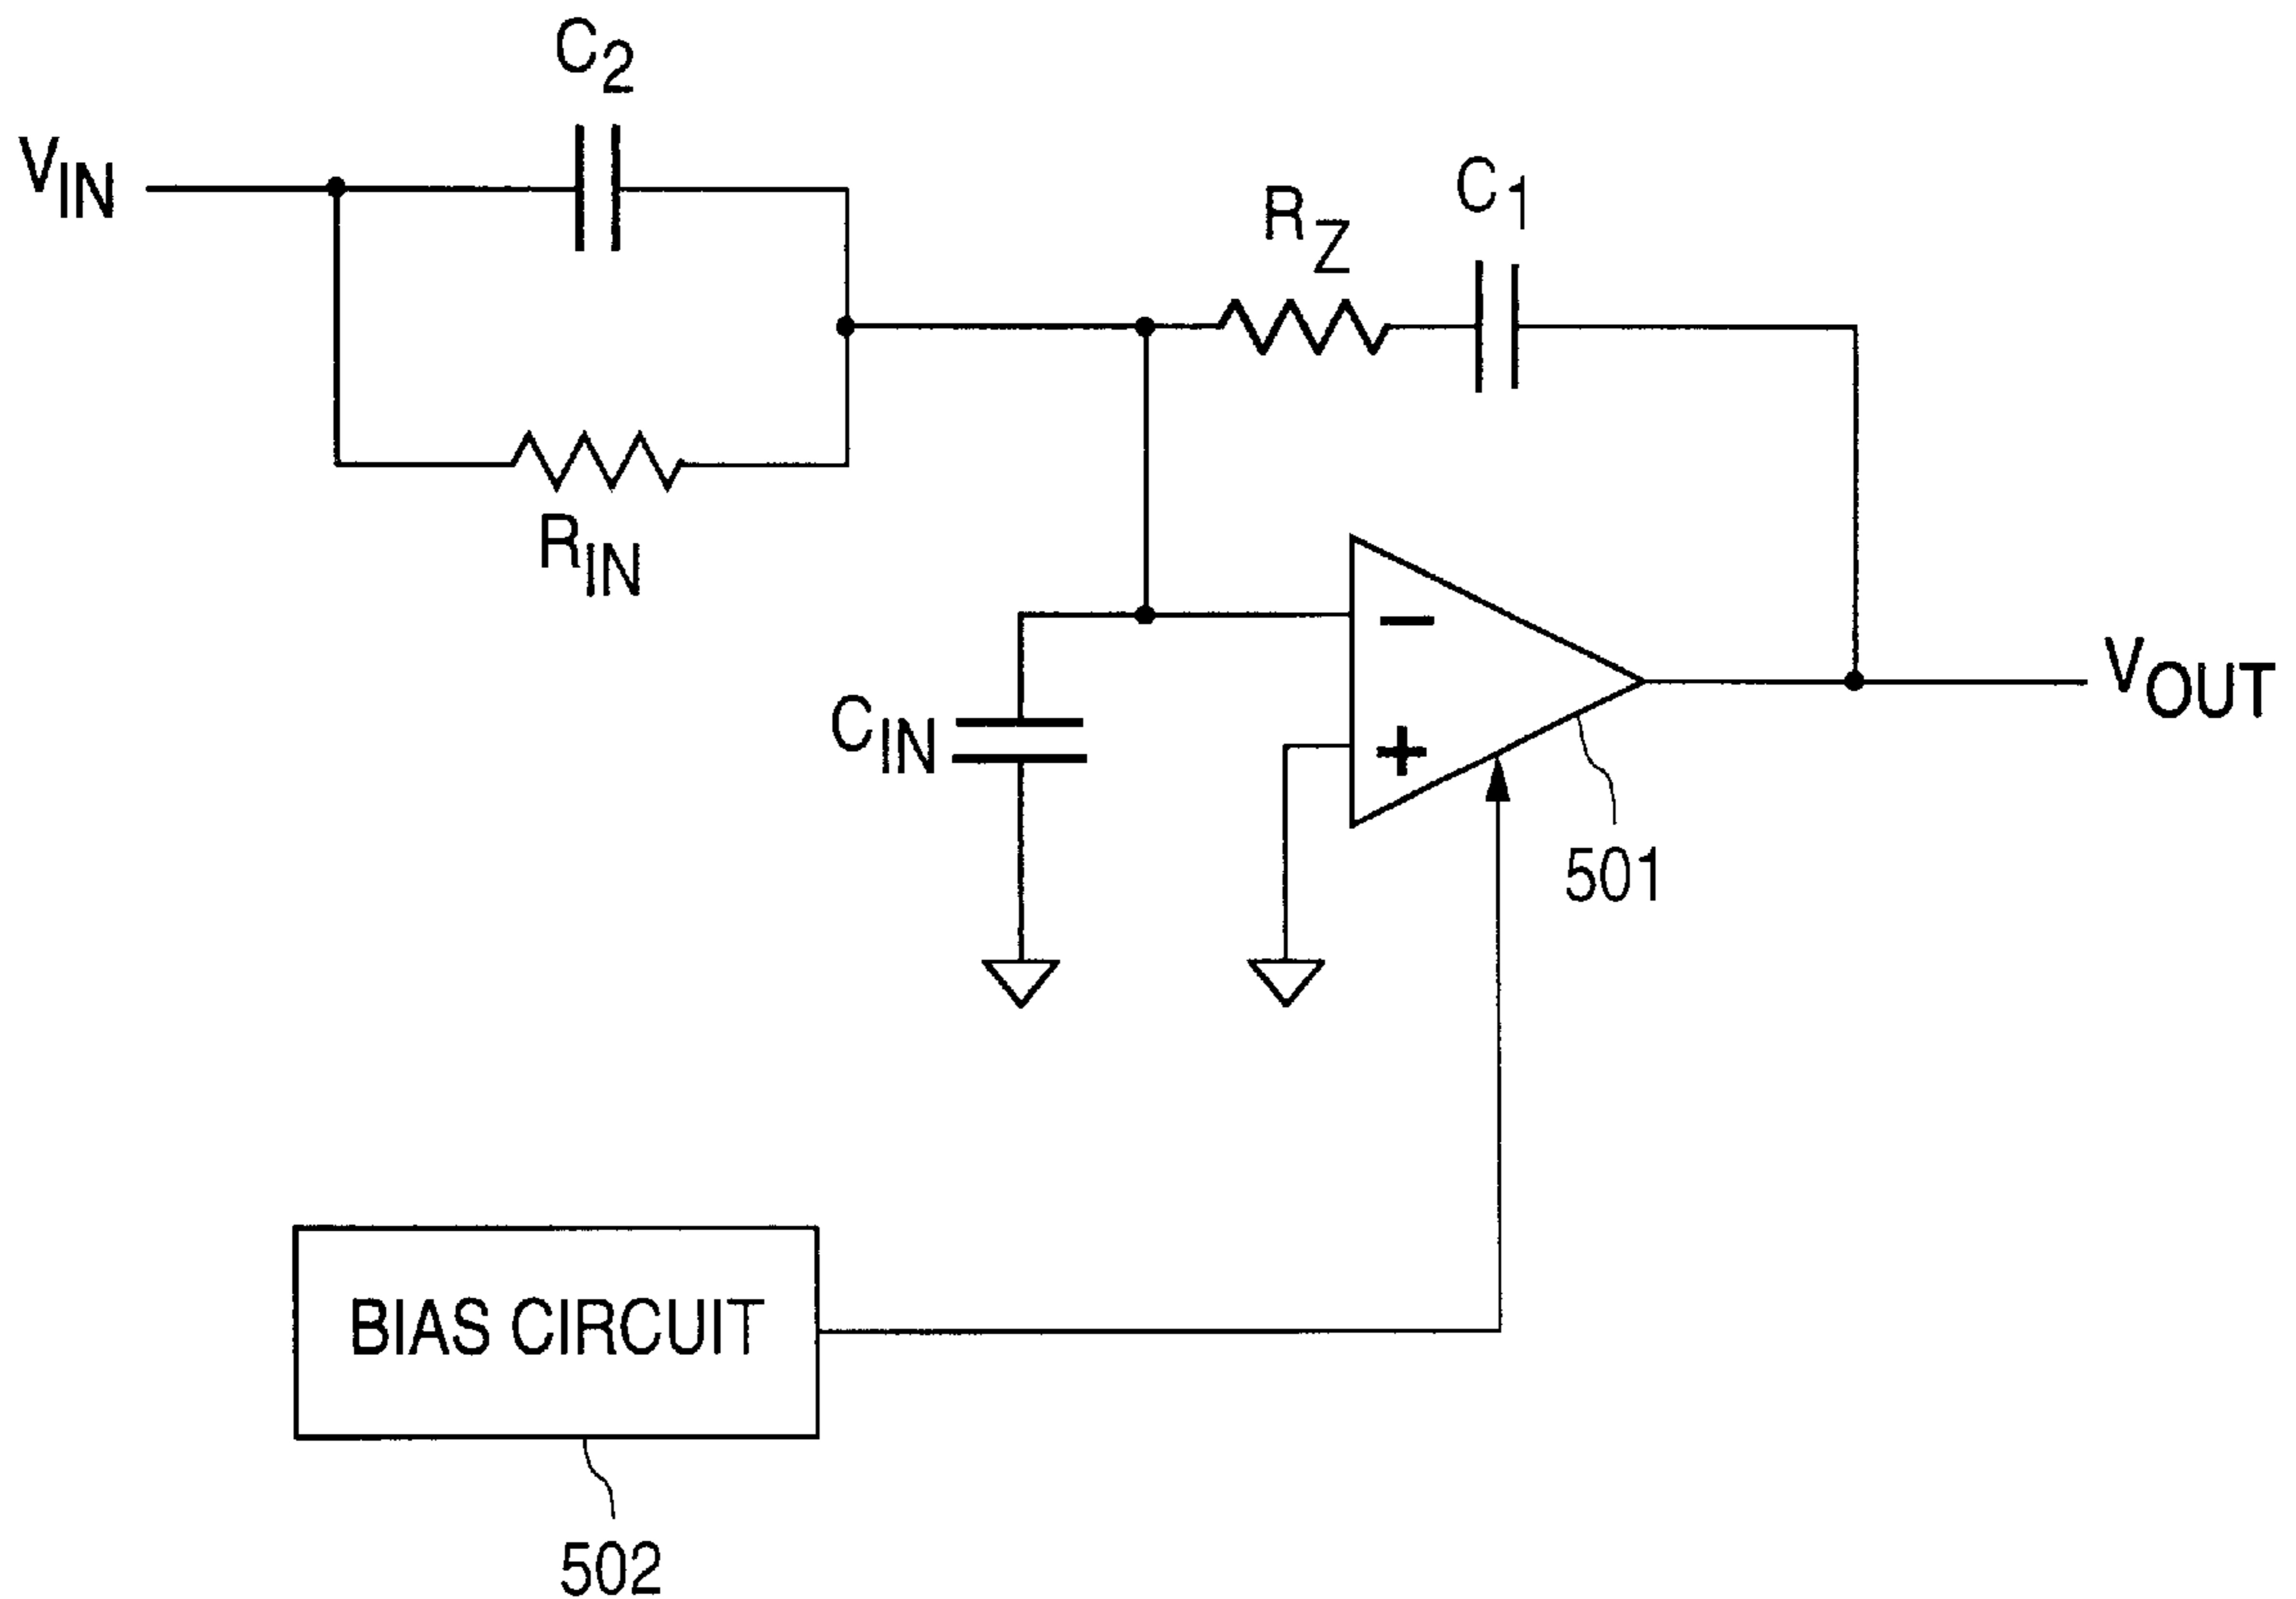 C2
VIN
C1
RZ
RIN
VOUT
CIN
−
+
501
BIAS CIRCUIT
502